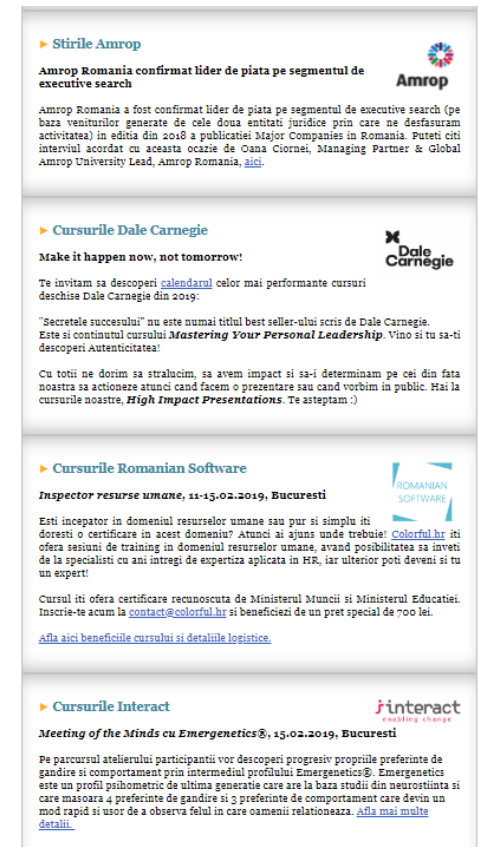 Stirile Amrop
Amrop
Amrop Romania confirmat lider de piata pe segmentul de
executive search
Amrop Romania a fost confirmat lider de piata pe segmentul de executive search (pe
baza veniturilor generate de cele doua entitati juridice prin care ne desfasuram
activitatea) in editia din 2018 a publicatiei Major Companies in Romania. Puteti citi
interviul acordat cu aceasta ocazie de Oana Ciornei, Managing Partner & Global
Amrop University Lead, Amrop Romania, aici.
Cursurile Dale Carnegie
Dale
Carnegie
Make it happen now, not tomorrow!
Te invitam sa descoperi calendarul celor mai performante cursuri
deschise Dale Carnegie din 2019:
"Secretele succesului" nu este numai titlul best seller-ului scris de Dale Carnegie.
Este si continutul cursului Mastering Your Personal Leadership. Vino si tu sa-ti
descoperi Autenticitatea!
Cu totii ne dorim sa stralucim, sa avem impact si sa-i determinam pe cei din fata
noastra sa actioneze atunci cand facem o prezentare sau cand vorbim in public. Hai la
cursurile noastre, High Impact Presentations. Te asteptam :)
Cursurile Romanian Software
ROMANIAN
SOFTWARE
Inspector resurse umane, 11-15.02.2019, Bucuresti
Esti incepator in domeniul resurselor umane sau pur si simplu iti
doresti o certificare in acest domeniu? Atunci ai ajuns unde trebuie! Colorful.hr iti
ofera sesiuni de training in domeniul resurselor umane, avand posibilitatea sa inveti
de la specialisti cu ani intregi de expertiza aplicata in HR, iar ulterior poti deveni si tu
un expert!
Cursul iti ofera certificare recunoscuta de Ministerul Muncii si Ministerul Educatiei.
Inscrie-te acum la contact@colorful.hr si beneficiezi de un pret special de 700 lei.
Afla aici beneficiile cursului si detaliile logistice.
Cursurile Interact
interact
enabling change
Meeting of the Minds cu Emergenetics®, 15.02.2019, Bucuresti
Pe parcursul atelierului participantii vor descoperi progresiv propriile preferinte de
gandire si comportament prin intermediul profilului Emergenetics®. Emergenetics
este un profil psihometric de ultima generatie care are la baza studii din neurostiinta si
care masoara 4 preferinte de gandire si 3 preferinte de comportament care devin un
mod rapid si usor de a observa felul in care oamenii relationeaza. Afla mai multe
detalii.